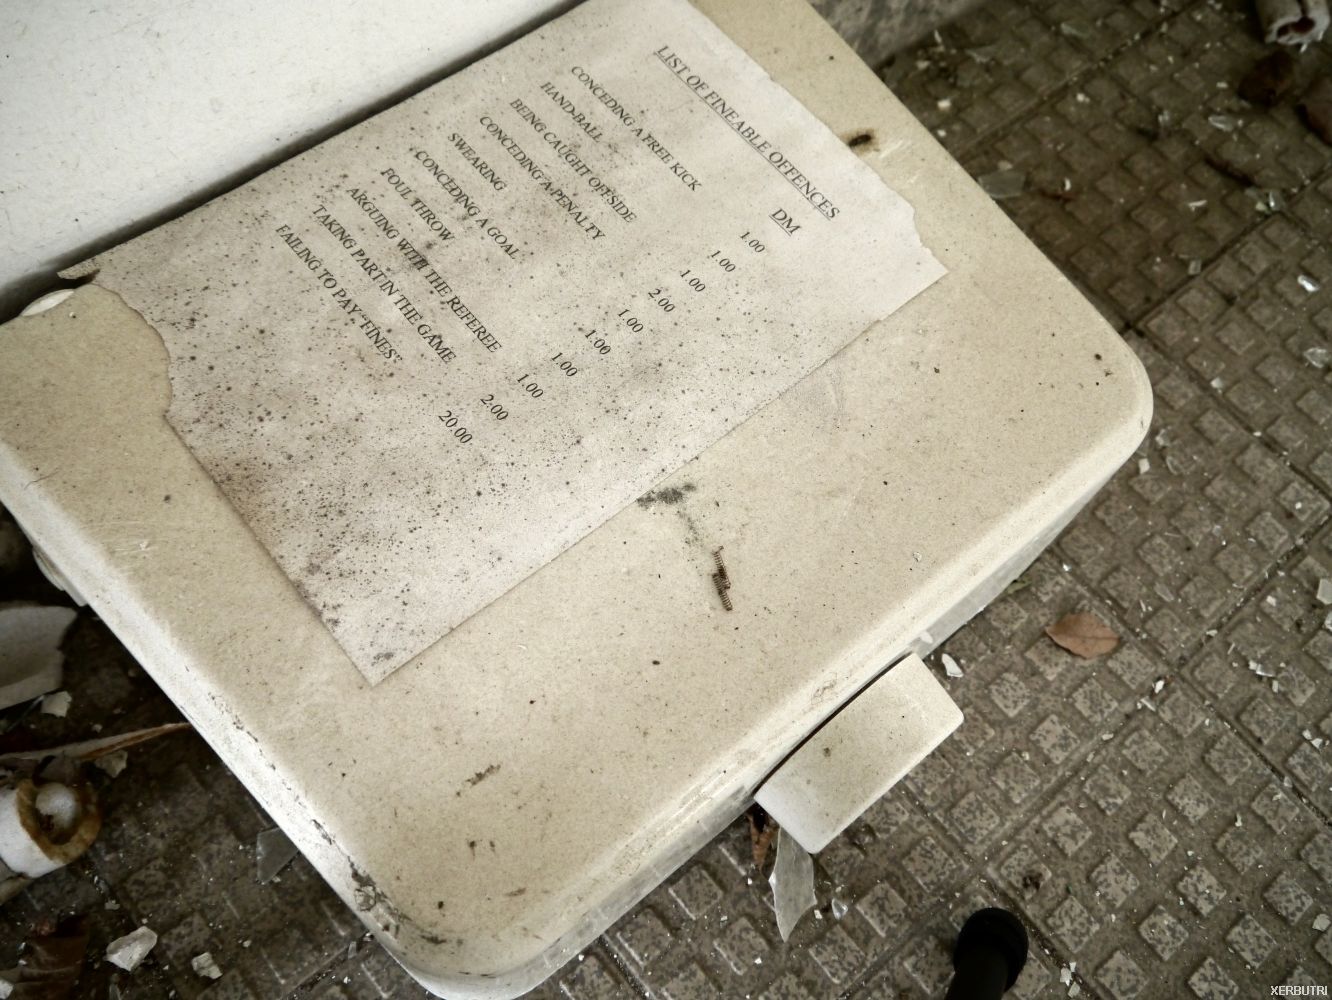 LIST OF FINEABLE OFFENCES
DM
CONCEDING A FREE KICK 1.00
HAND-BALL 1.00
BEING CAUGHT OFFSIDE 1.00
CONCEDING A PENALTY 2.00
SWEARING 1.00
CONCEDING A GOAL 1.00
FOUL THROW 1.00
ARGUING WITH THE REFEREE 1.00
TAKING PART IN THE GAME 2.00
FAILING TO PAY "FINES" 20.00
XERBUTRI